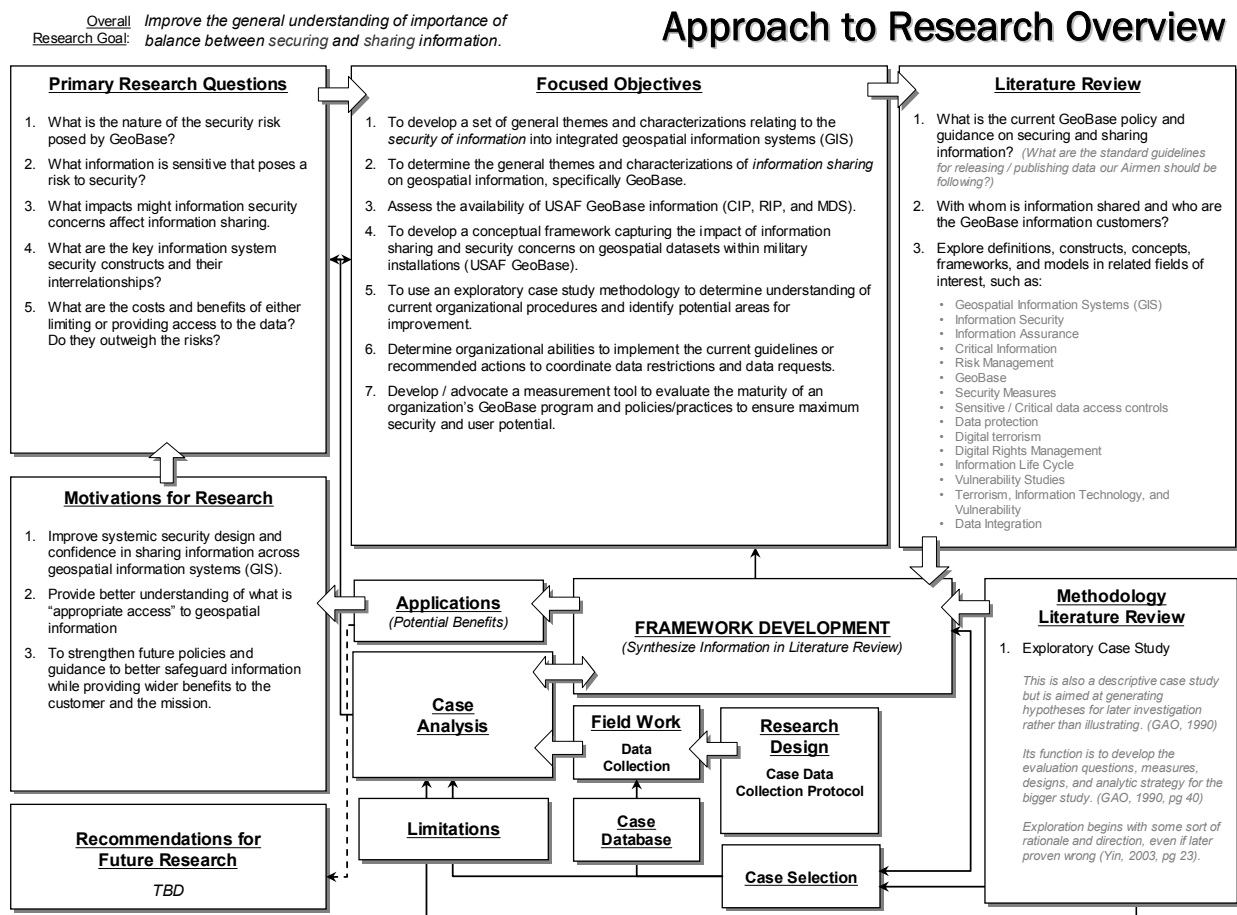 Overall
Research Goal:
Improve the general understanding of importance of
balance between securing and sharing information.
Approach to Research Overview
Primary Research Questions
1. What is the nature of the security risk
posed by GeoBase?
2. What information is sensitive that poses a
risk to security?
3. What impacts might information security
concerns affect information sharing.
4. What are the key information system
security constructs and their
interrelationships?
5. What are the costs and benefits of either
limiting or providing access to the data?
Do they outweigh the risks?
Focused Objectives
1. To develop a set of general themes and characterizations relating to the
security of information into integrated geospatial information systems (GIS)
2. To determine the general themes and characterizations of information sharing
on geospatial information, specifically GeoBase.
3. Assess the availability of USAF GeoBase information (CIP, RIP, and MDS).
4. To develop a conceptual framework capturing the impact of information
sharing and security concerns on geospatial datasets within military
installations (USAF GeoBase).
5. To use an exploratory case study methodology to determine understanding of
current organizational procedures and identify potential areas for
improvement.
6. Determine organizational abilities to implement the current guidelines or
recommended actions to coordinate data restrictions and data requests.
7. Develop / advocate a measurement tool to evaluate the maturity of an
organization's GeoBase program and policies/practices to ensure maximum
security and user potential.
Literature Review
1. What is the current GeoBase policy and
guidance on securing and sharing
information? (What are the standard guidelines
for releasing / publishing data our Airmen should be
following?)
2. With whom is information shared and who are
the GeoBase information customers?
3. Explore definitions, constructs, concepts,
frameworks, and models in related fields of
interest, such as:
• Geospatial Information Systems (GIS)
• Information Security
• Information Assurance
• Critical Information
• Risk Management
• GeoBase
• Security Measures
• Sensitive / Critical data access controls
• Data protection
• Digital terrorism
• Digital Rights Management
• Information Life Cycle
• Vulnerability Studies
• Terrorism, Information Technology, and
Vulnerability
• Data Integration
Motivations for Research
1. Improve systemic security design and
confidence in sharing information across
geospatial information systems (GIS).
2. Provide better understanding of what is
“appropriate access” to geospatial
information
3. To strengthen future policies and
guidance to better safeguard information
while providing wider benefits to the
customer and the mission.
Applications
(Potential Benefits)
FRAMEWORK DEVELOPMENT
(Synthesize Information in Literature Review)
Methodology
Literature Review
1. Exploratory Case Study
This is also a descriptive case study
but is aimed at generating
hypotheses for later investigation
rather than illustrating. (GAO, 1990)
Its function is to develop the
evaluation questions, measures,
designs, and analytic strategy for the
bigger study. (GAO, 1990, pg 40)
Exploration begins with some sort of
rationale and direction, even if later
proven wrong (Yin, 2003, pg 23).
Case
Analysis
Field Work
Data
Collection
Research
Design
Case Data
Collection Protocol
Limitations
Case
Database
Case Selection
Recommendations for
Future Research
TBD